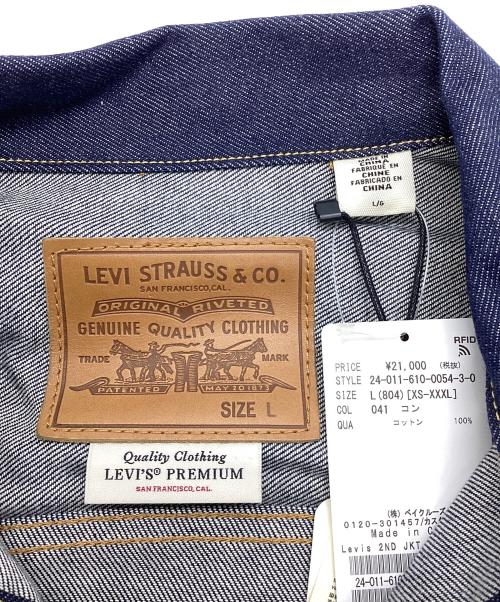 MADE IN
CHINA
FABRIQUÉ EN
CHINE
FABRICADO EN
CHINA
L/G
LEVI STRAUSS & CO.
SAN FRANCISCO, CAL.
ORIGINAL RIVETED
GENUINE QUALITY CLOTHING
TRADE MARK
PATENTED MAY 20 1873
SIZE L
Quality Clothing
LEVI'S® PREMIUM
SAN FRANCISCO, CAL.
RFID
PRICE ¥21,000 (税抜)
STYLE 24-011-610-0054-3-0
SIZE L(804)[XS-XXXL]
COL 041 コン
QUA コットン 100%
(株)ベイクルーズ
0120-301457/カス
Made in
Levis 2ND JKT
24-011-610